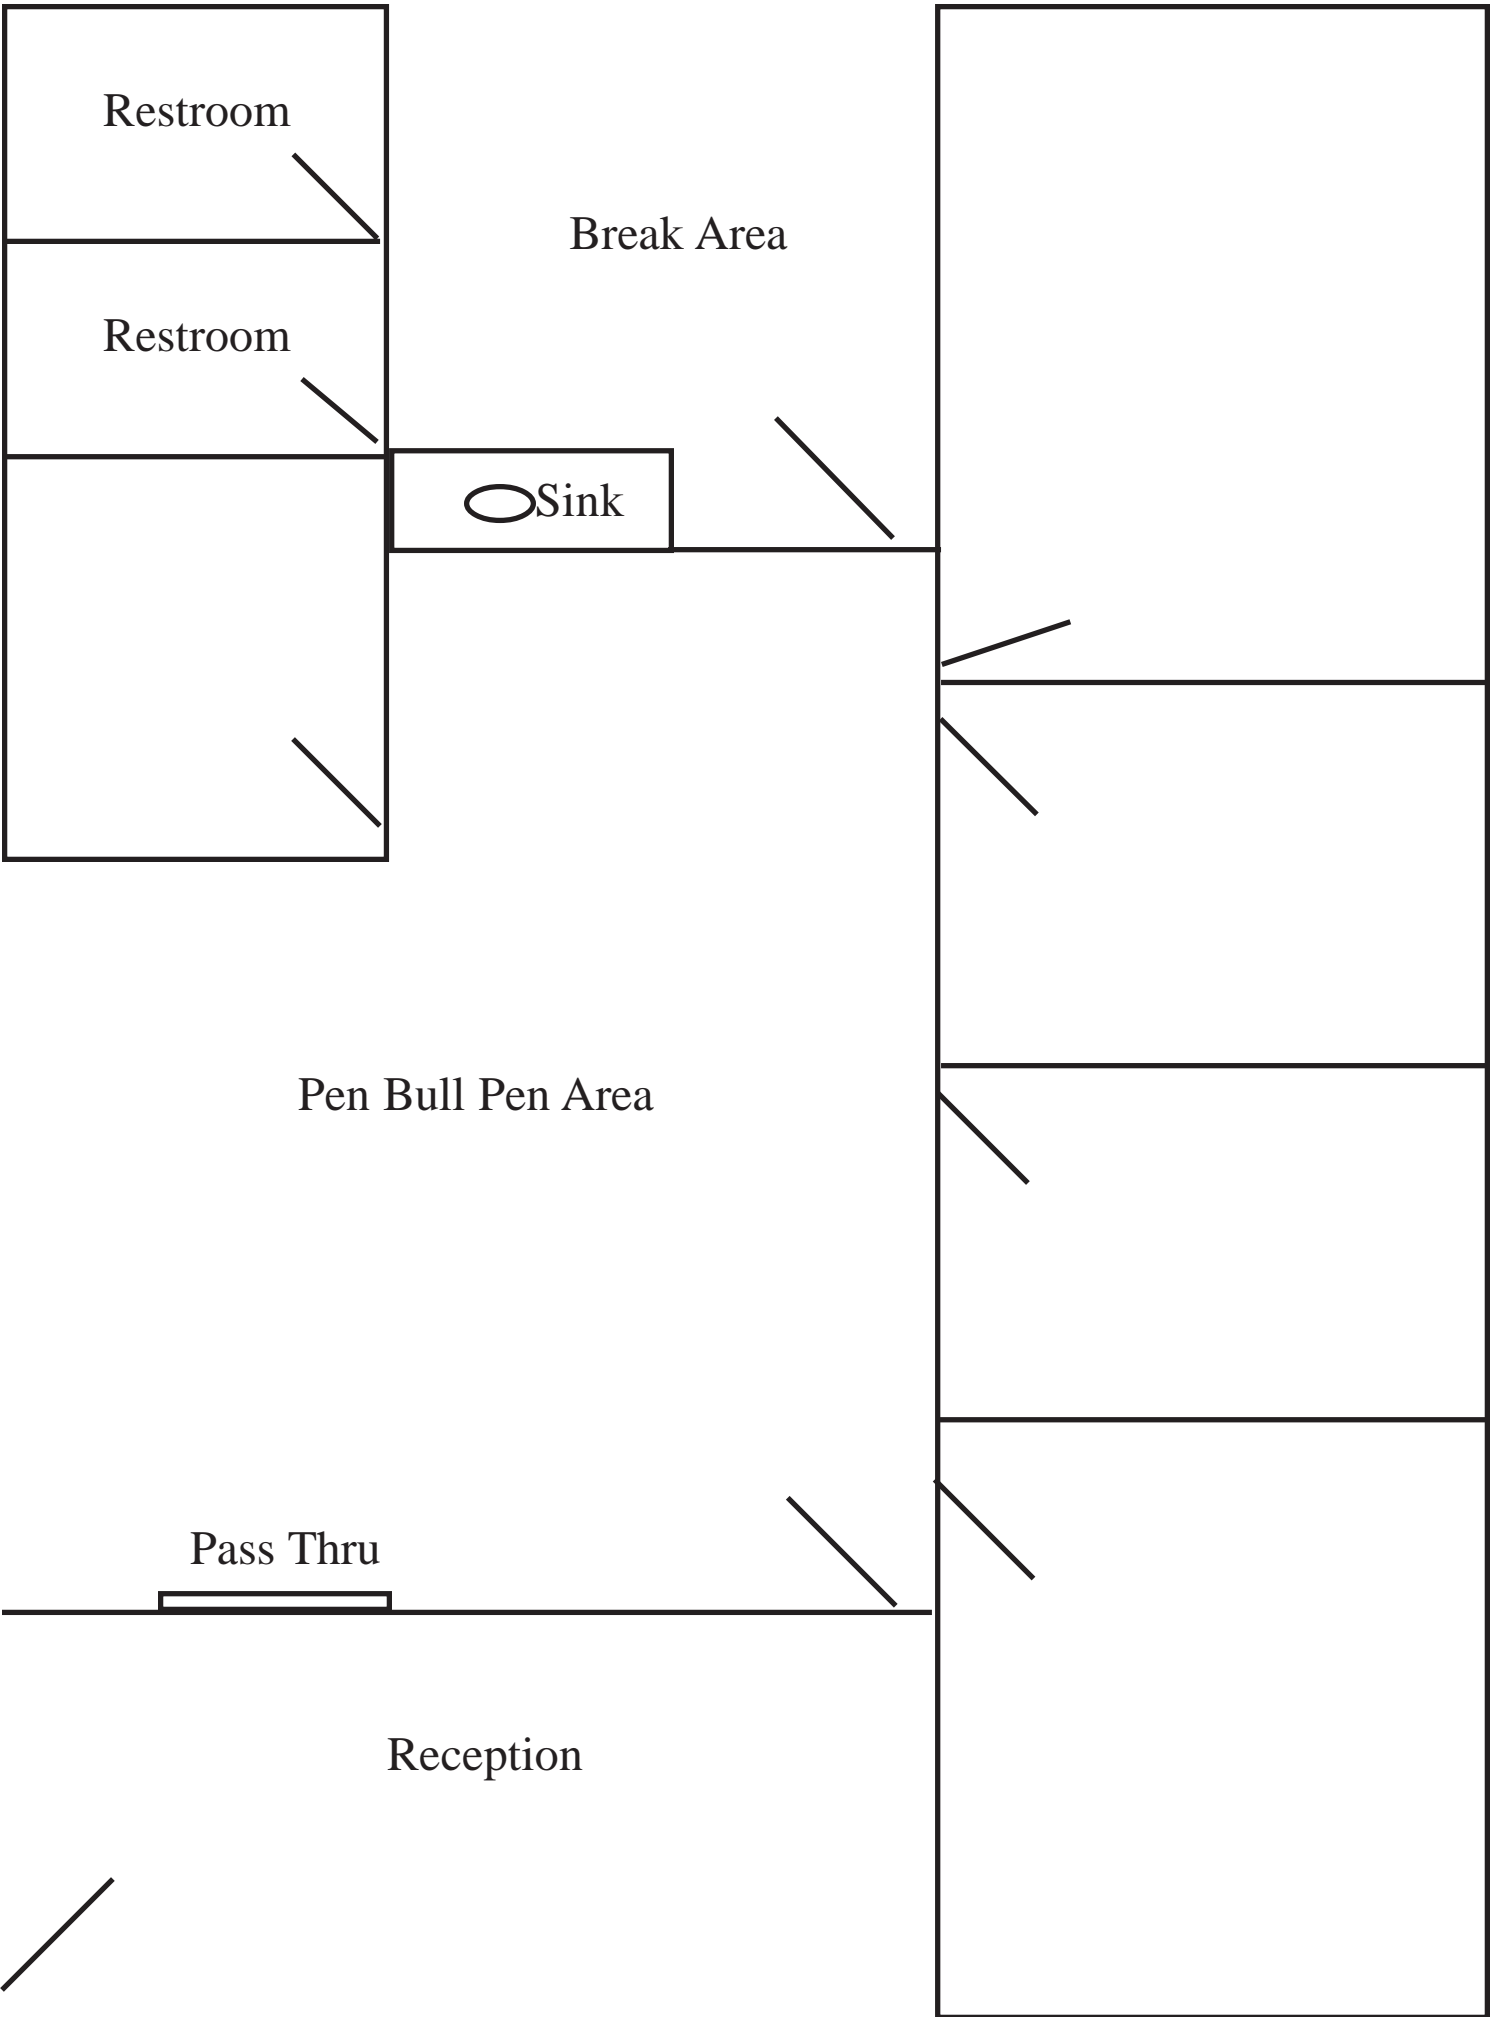 Restroom
Break Area
Restroom
Sink
Pen Bull Pen Area
Pass Thru
Reception